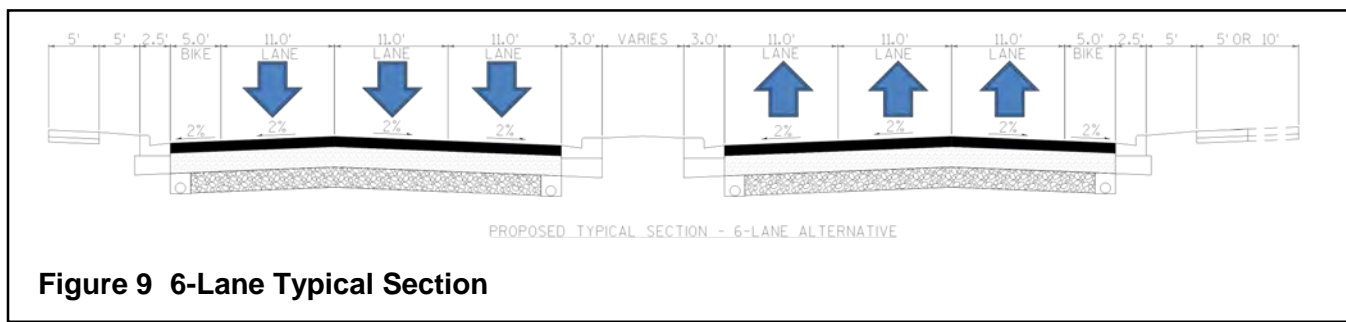 5' 5' 2.5' 5.0' 11.0' 11.0' 11.0' 3.0' VARIES 3.0' 11.0' 11.0' 11.0' 5.0' 2.5' 5' 5' OR 10'
BIKE LANE LANE LANE LANE LANE LANE BIKE
2% 2% 2% 2% 2% 2% 2% 2%
PROPOSED TYPICAL SECTION - 6-LANE ALTERNATIVE
Figure 9 6-Lane Typical Section